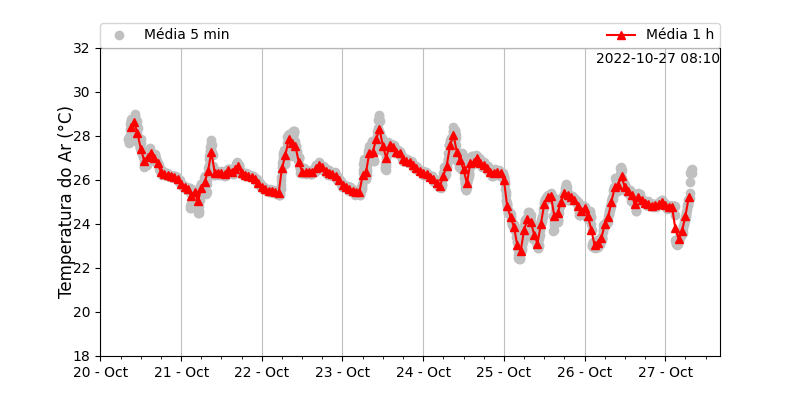 Média 5 min
Média 1 h
2022-10-27 08:10
Temperatura do Ar (°C)
32
30
28
26
24
22
20
18
20 - Oct
21 - Oct
22 - Oct
23 - Oct
24 - Oct
25 - Oct
26 - Oct
27 - Oct